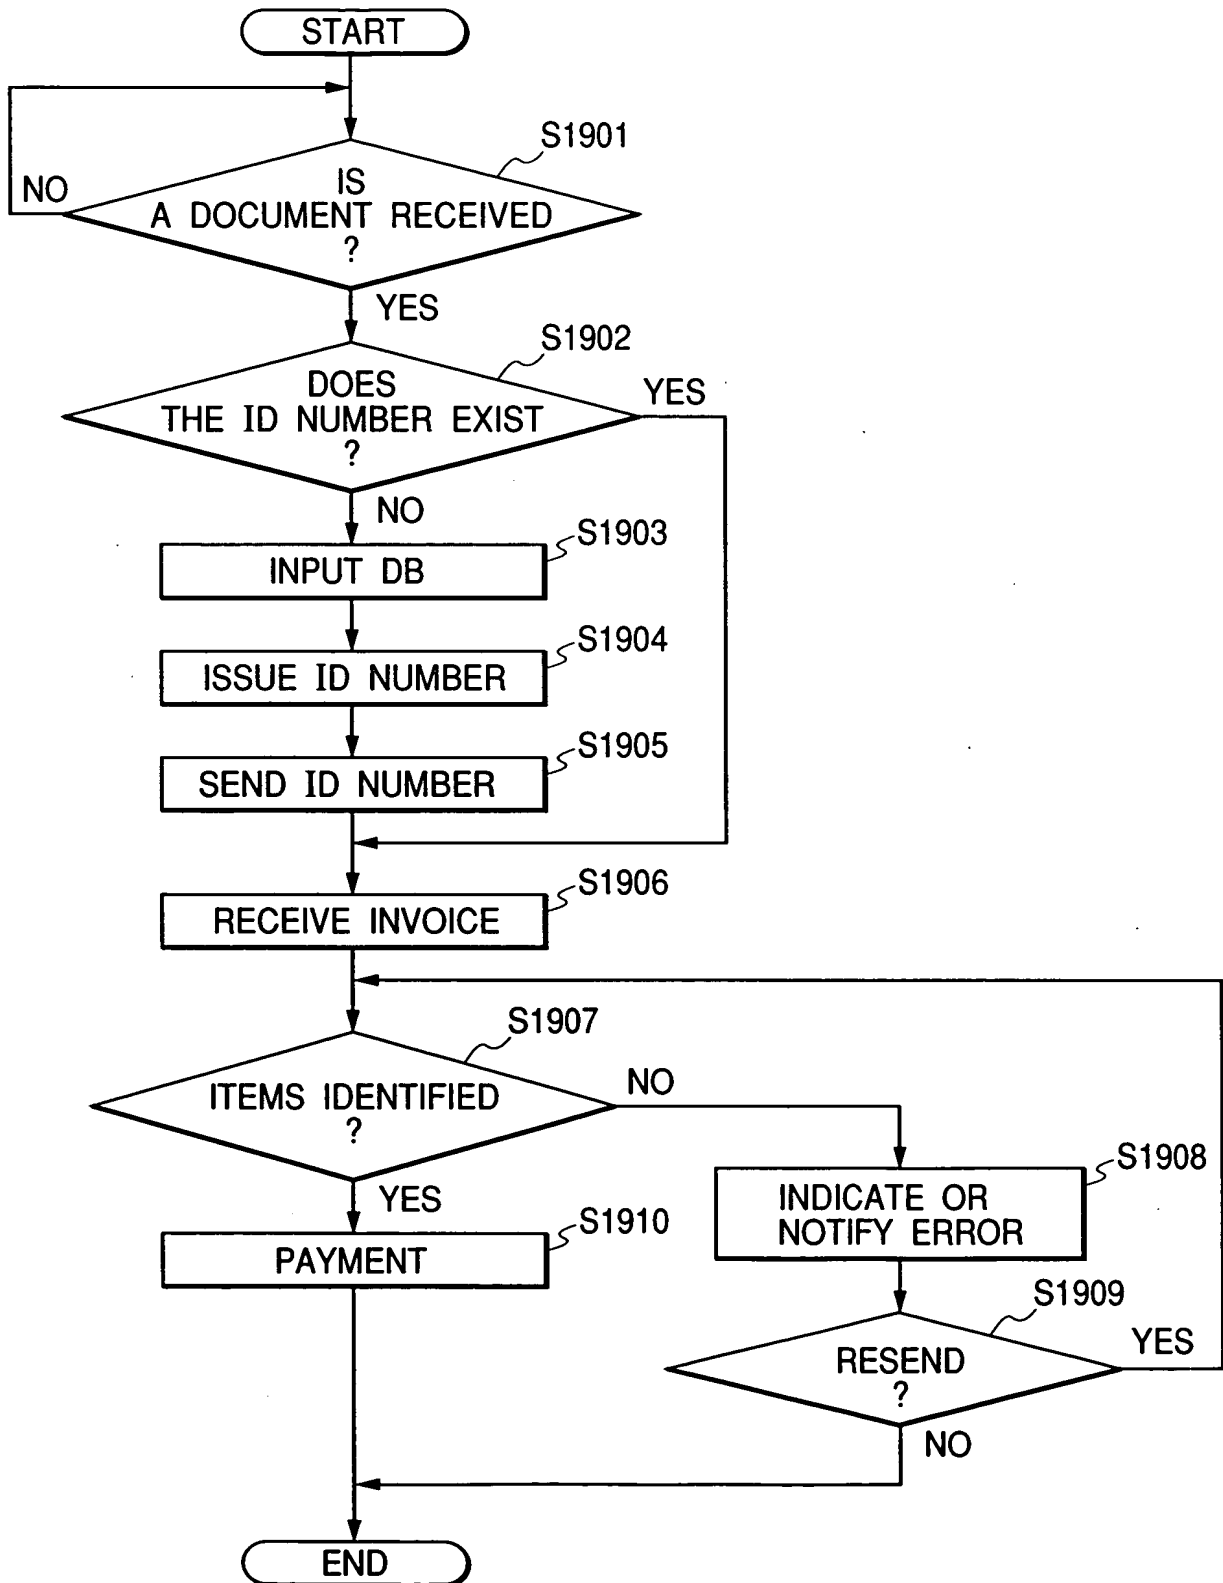 START
S1901
NO
IS
A DOCUMENT RECEIVED
?
YES
S1902
DOES
THE ID NUMBER EXIST
?
YES
NO
S1903
INPUT DB
S1904
ISSUE ID NUMBER
S1905
SEND ID NUMBER
S1906
RECEIVE INVOICE
S1907
ITEMS IDENTIFIED
?
NO
YES
S1908
INDICATE OR
NOTIFY ERROR
S1910
PAYMENT
S1909
RESEND
?
YES
NO
END